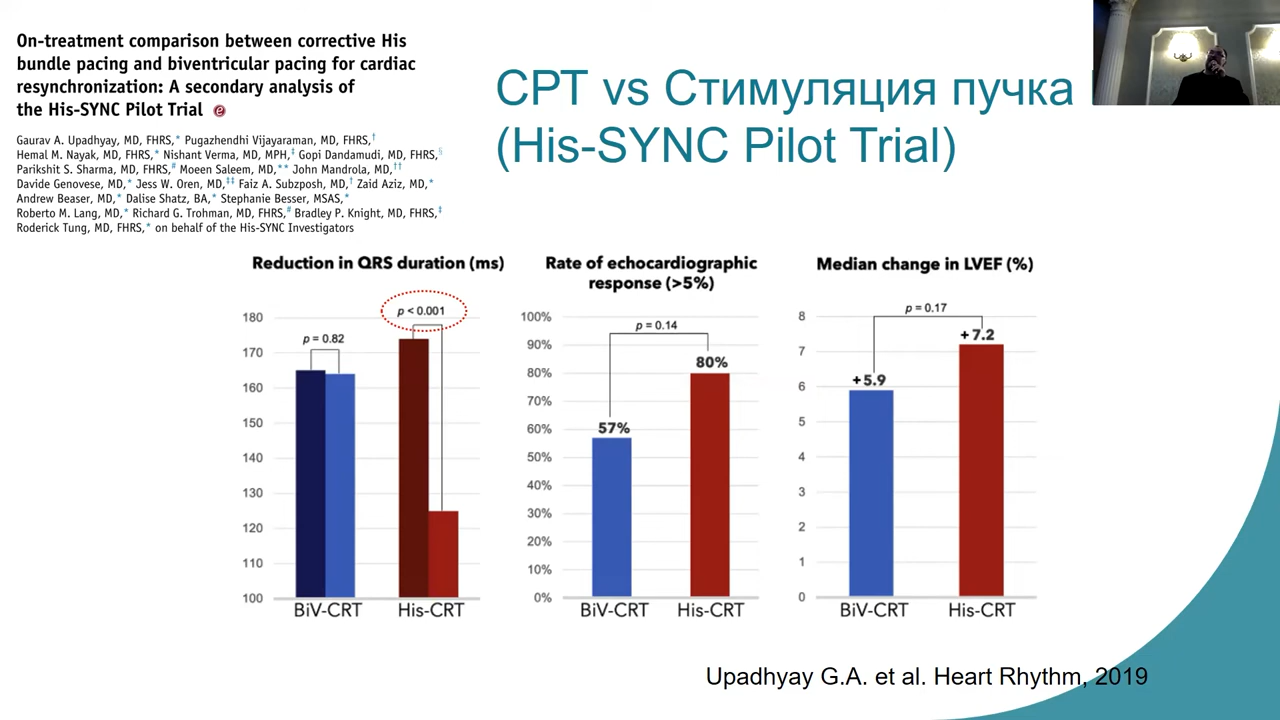 On-treatment comparison between corrective His
bundle pacing and biventricular pacing for cardiac
resynchronization: A secondary analysis of
the His-SYNC Pilot Trial e
Gaurav A. Upadhyay, MD, FHRS,* Pugazhendhi Vijayaraman, MD, FHRS,†
Hemal M. Nayak, MD, FHRS,* Nishant Verma, MD, MPH,‡ Gopi Dandamudi, MD, FHRS,§
Parikshit S. Sharma, MD, FHRS,# Moeen Saleem, MD,** John Mandrola, MD,††
Davide Genovese, MD,* Jess W. Oren, MD,‡‡ Faiz A. Subzposh, MD,† Zaid Aziz, MD,*
Andrew Beaser, MD,* Dalise Shatz, BA,* Stephanie Besser, MSAS,*
Roberto M. Lang, MD,* Richard G. Trohman, MD, FHRS,# Bradley P. Knight, MD, FHRS,‡
Roderick Tung, MD, FHRS,* on behalf of the His-SYNC Investigators
СРТ vs Стимуляция пучка
(His-SYNC Pilot Trial)
Reduction in QRS duration (ms)
180
170
160
150
140
130
120
110
100
p = 0.82
p < 0.001
BiV-CRT
His-CRT
Rate of echocardiographic
response (>5%)
100%
90%
80%
70%
60%
50%
40%
30%
20%
10%
0%
p = 0.14
57%
80%
BiV-CRT
His-CRT
Median change in LVEF (%)
8
7
6
5
4
3
2
1
0
p = 0.17
+5.9
+7.2
BiV-CRT
His-CRT
Upadhyay G.A. et al. Heart Rhythm, 2019